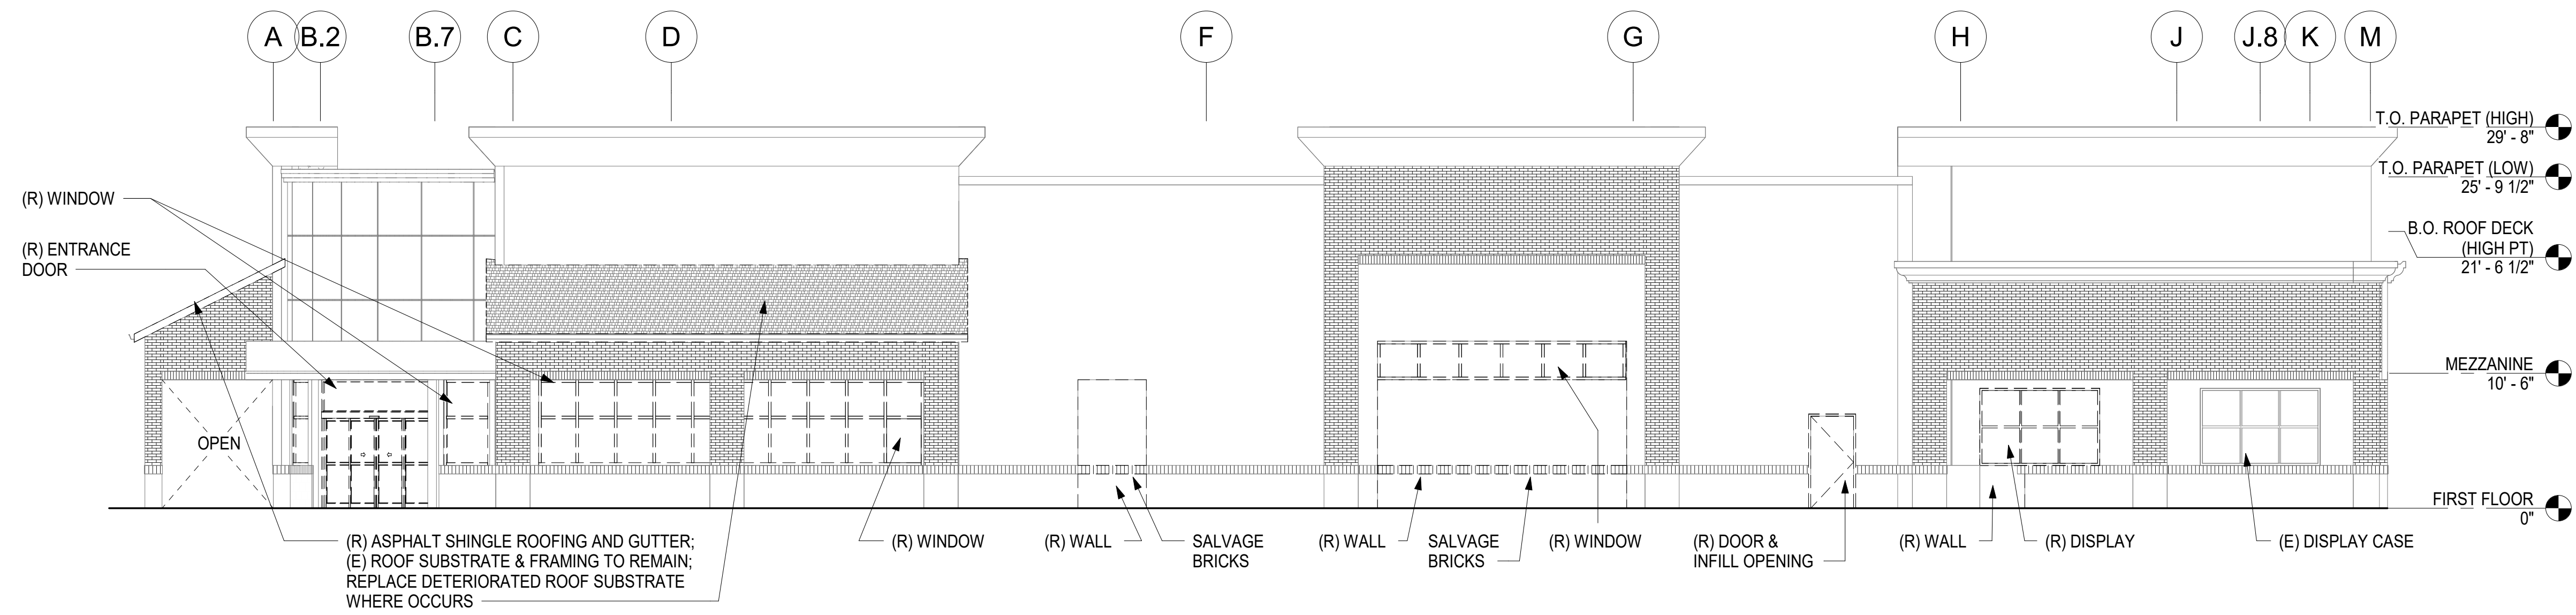 A
B.2
B.7
C
D
F
G
H
J
J.8
K
M
T.O. PARAPET (HIGH)
29' - 8"
T.O. PARAPET (LOW)
25' - 9 1/2"
B.O. ROOF DECK
(HIGH PT)
21' - 6 1/2"
MEZZANINE
10' - 6"
FIRST FLOOR
0"
(R) WINDOW
(R) ENTRANCE
DOOR
OPEN
(R) ASPHALT SHINGLE ROOFING AND GUTTER;
(E) ROOF SUBSTRATE & FRAMING TO REMAIN;
REPLACE DETERIORATED ROOF SUBSTRATE
WHERE OCCURS
(R) WINDOW
(R) WALL
SALVAGE
BRICKS
(R) WALL
SALVAGE
BRICKS
(R) WINDOW
(R) DOOR &
INFILL OPENING
(R) WALL
(R) DISPLAY
(E) DISPLAY CASE